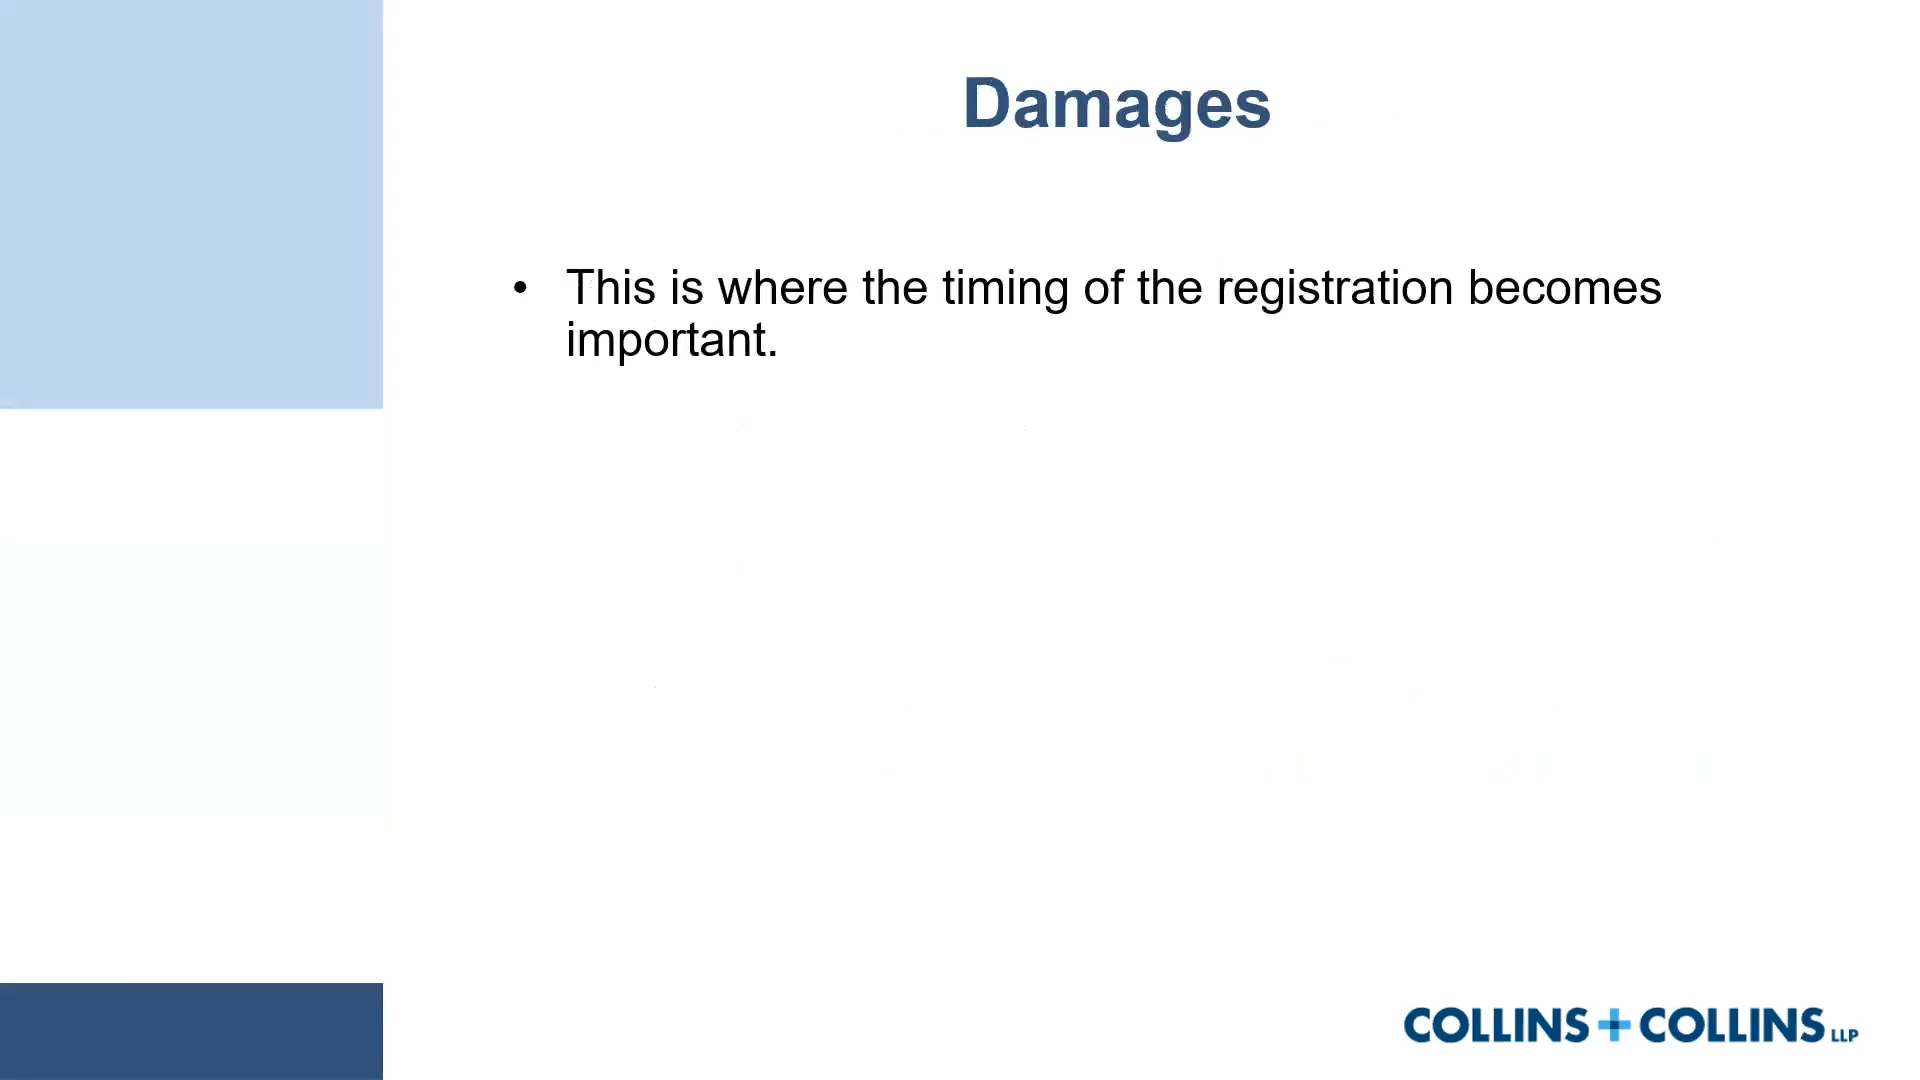 Damages
• This is where the timing of the registration becomes
important.
COLLINS + COLLINS LLP